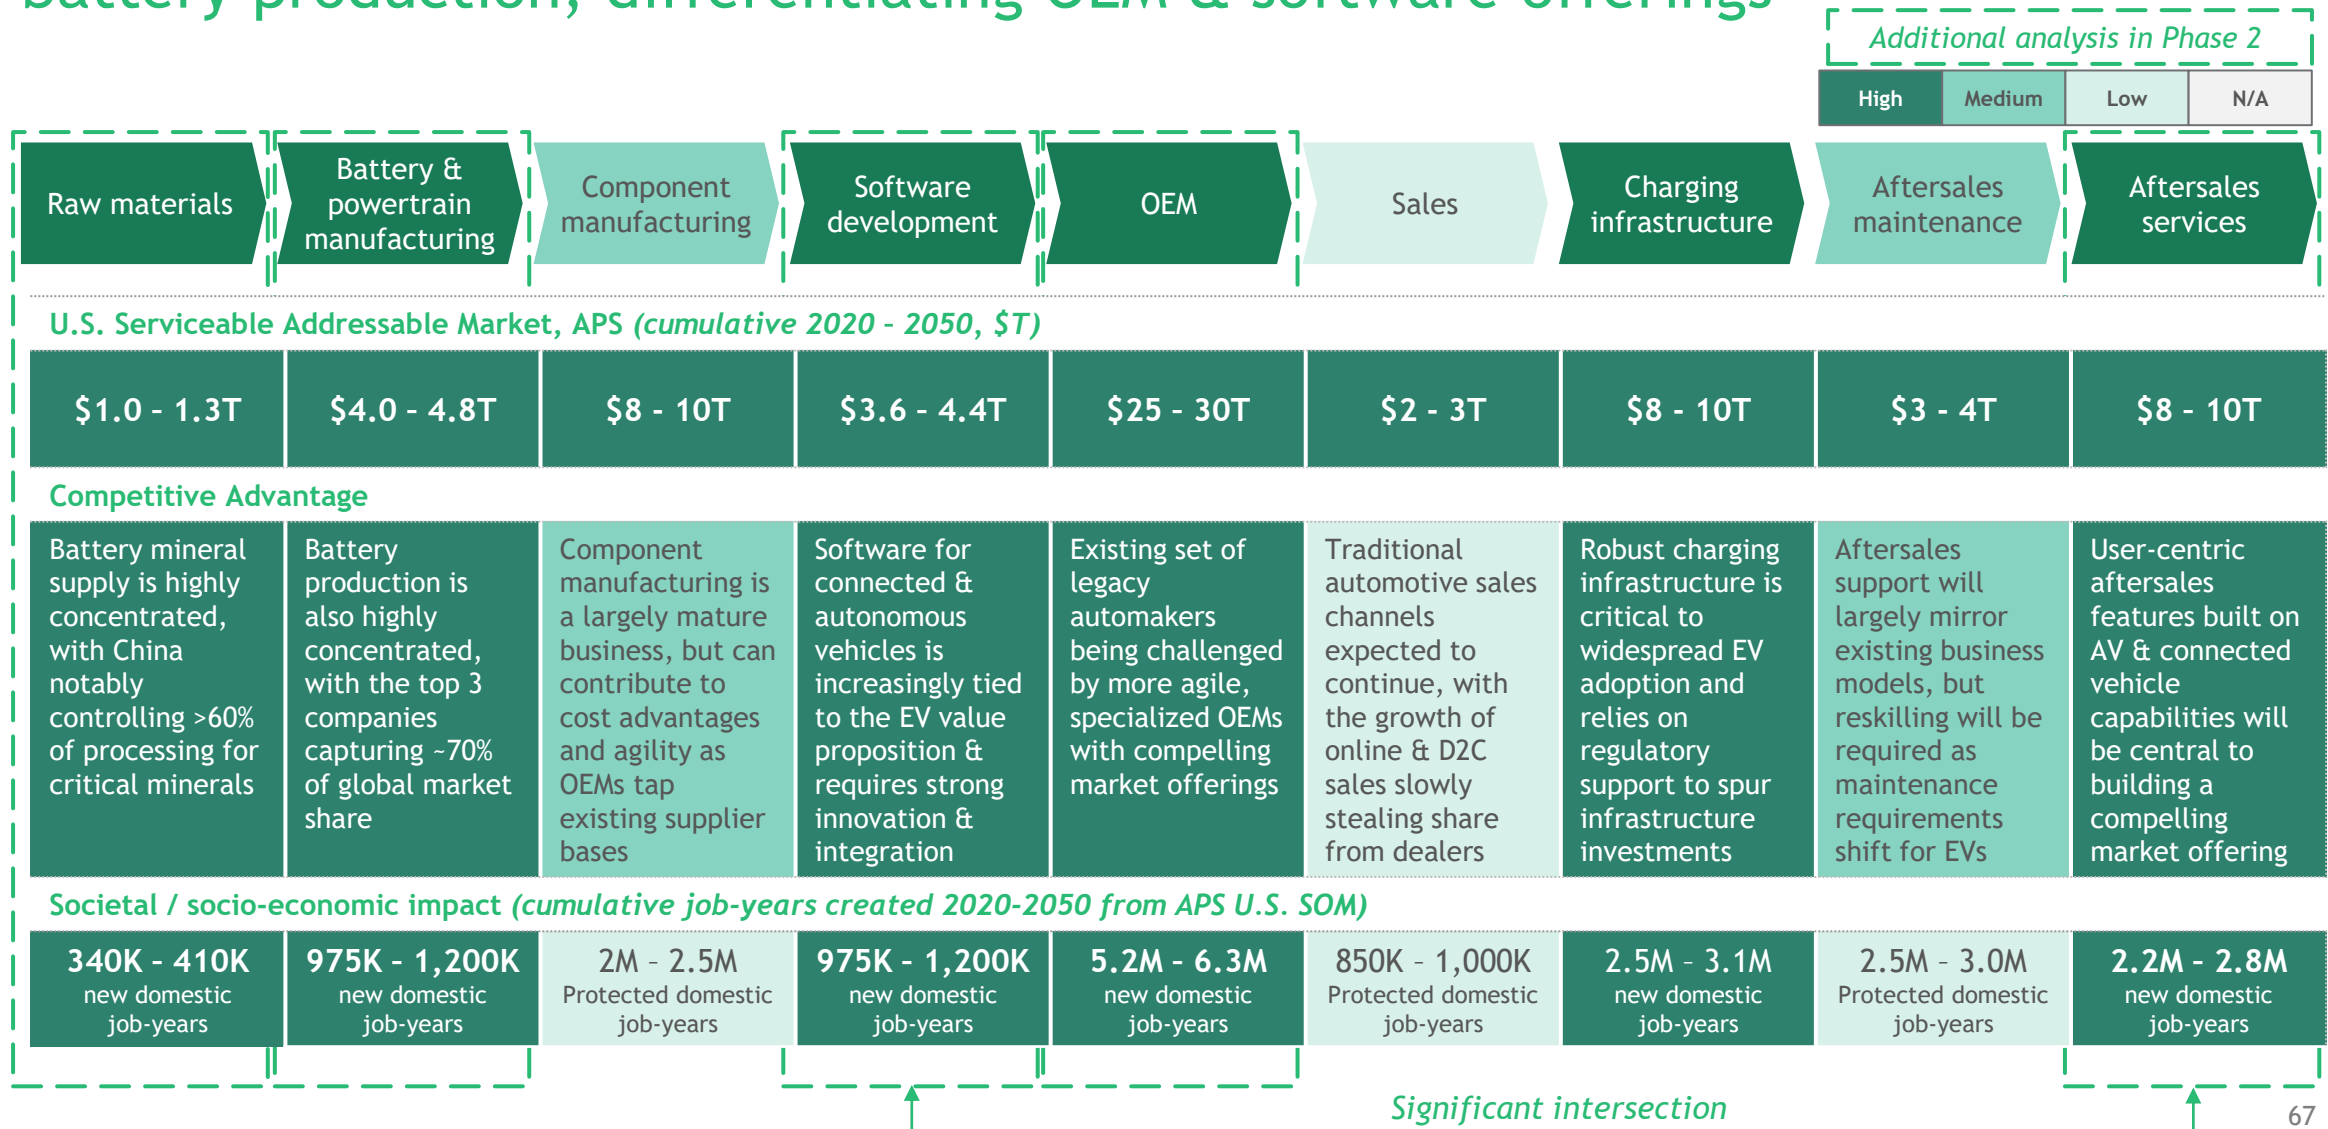 battery production, differentiating OEM & software offerings
Additional analysis in Phase 2
High
Medium
Low
N/A
Raw materials
Battery &
powertrain
manufacturing
Component
manufacturing
Software
development
OEM
Sales
Charging
infrastructure
Aftersales
maintenance
Aftersales
services
U.S. Serviceable Addressable Market, APS (cumulative 2020 - 2050, $T)
$1.0 - 1.3T
$4.0 - 4.8T
$8 - 10T
$3.6 - 4.4T
$25 - 30T
$2 - 3T
$8 - 10T
$3 - 4T
$8 - 10T
Competitive Advantage
Battery mineral
supply is highly
concentrated,
with China
notably
controlling >60%
of processing for
critical minerals
Battery
production is
also highly
concentrated,
with the top 3
companies
capturing ~70%
of global market
share
Component
manufacturing is
a largely mature
business, but can
contribute to
cost advantages
and agility as
OEMs tap
existing supplier
bases
Software for
connected &
autonomous
vehicles is
increasingly tied
to the EV value
proposition &
requires strong
innovation &
integration
Existing set of
legacy
automakers
being challenged
by more agile,
specialized OEMs
with compelling
market offerings
Traditional
automotive sales
channels
expected to
continue, with
the growth of
online & D2C
sales slowly
stealing share
from dealers
Robust charging
infrastructure is
critical to
widespread EV
adoption and
relies on
regulatory
support to spur
infrastructure
investments
Aftersales
support will
largely mirror
existing business
models, but
reskilling will be
required as
maintenance
requirements
shift for EVs
User-centric
aftersales
features built on
AV & connected
vehicle
capabilities will
be central to
building a
compelling
market offering
Societal / socio-economic impact (cumulative job-years created 2020-2050 from APS U.S. SOM)
340K - 410K
new domestic
job-years
975K - 1,200K
new domestic
job-years
2M - 2.5M
Protected domestic
job-years
975K - 1,200K
new domestic
job-years
5.2M - 6.3M
new domestic
job-years
850K - 1,000K
Protected domestic
job-years
2.5M - 3.1M
new domestic
job-years
2.5M - 3.0M
Protected domestic
job-years
2.2M - 2.8M
new domestic
job-years
Significant intersection
67